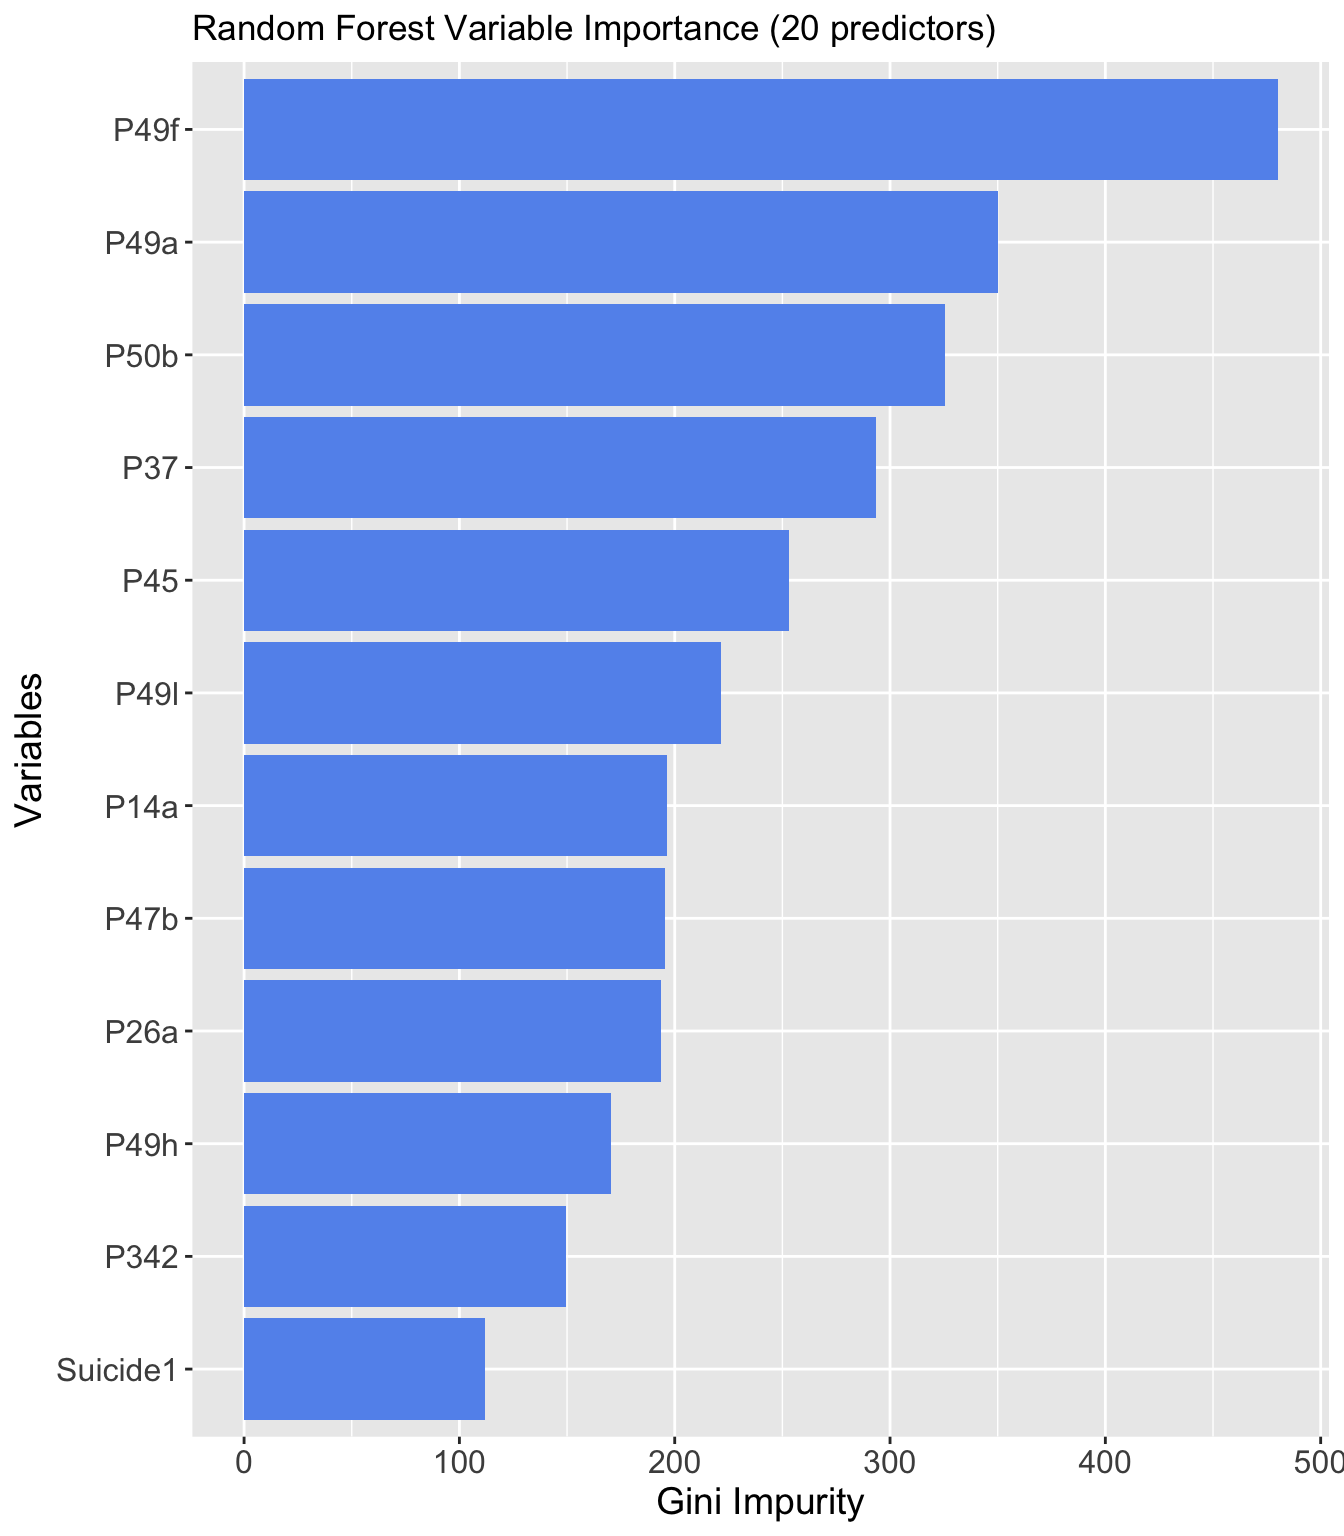 Random Forest Variable Importance (20 predictors)
P49f
P49a
P50b
P37
P45
P49l
P14a
P47b
P26a
P49h
P342
Suicide1
Variables
0 100 200 300 400 500
Gini Impurity